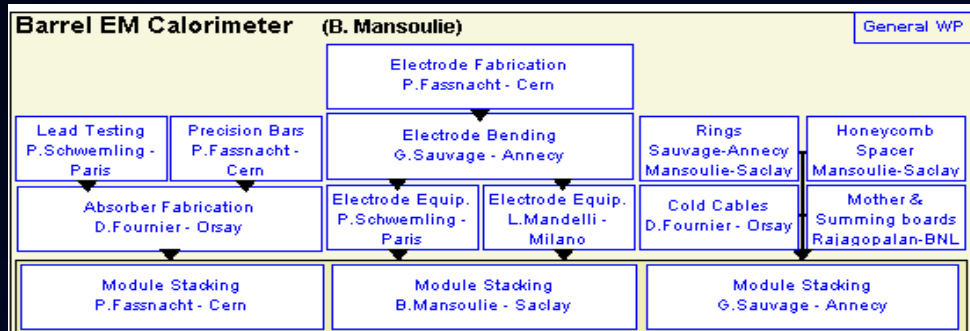 Barrel EM Calorimeter (B. Mansoulie)
General WP
Electrode Fabrication
P.Fassnacht - Cern
Lead Testing
P.Schwemling -
Paris
Precision Bars
P.Fassnacht -
Cern
Electrode Bending
G.Sauvage - Annecy
Rings
Sauvage-Annecy
Mansoulie-Saclay
Honeycomb
Spacer
Mansoulie-Saclay
Absorber Fabrication
D.Fournier - Orsay
Electrode Equip.
P.Schwemling -
Paris
Electrode Equip.
L.Mandelli -
Milano
Cold Cables
D.Fournier - Orsay
Mother &
Summing boards
Rajagopalan-BNL
Module Stacking
P.Fassnacht - Cern
Module Stacking
B.Mansoulie - Saclay
Module Stacking
G.Sauvage - Annecy